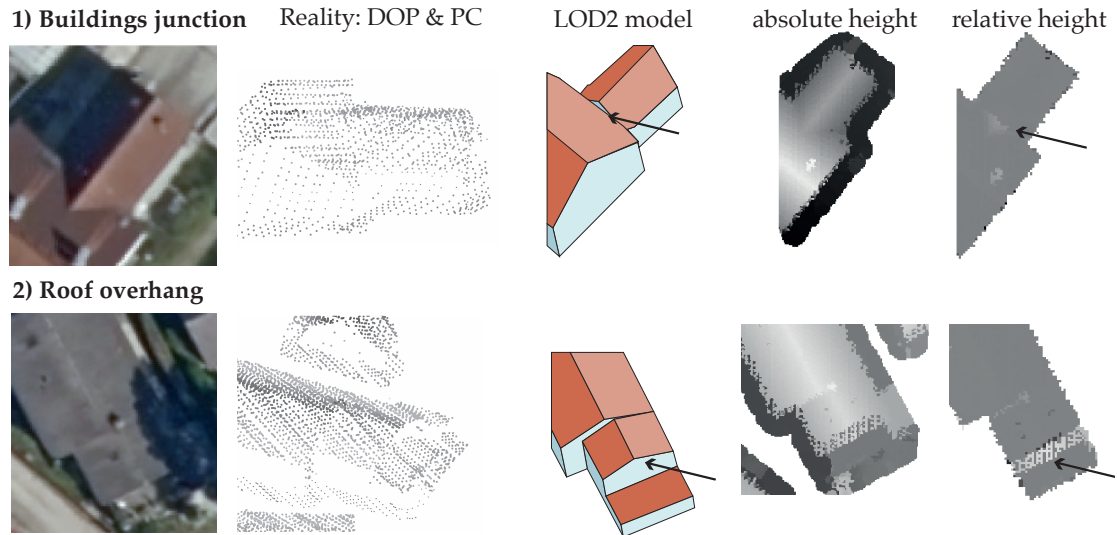 1) Buildings junction
Reality: DOP & PC
LOD2 model
absolute height
relative height
2) Roof overhang